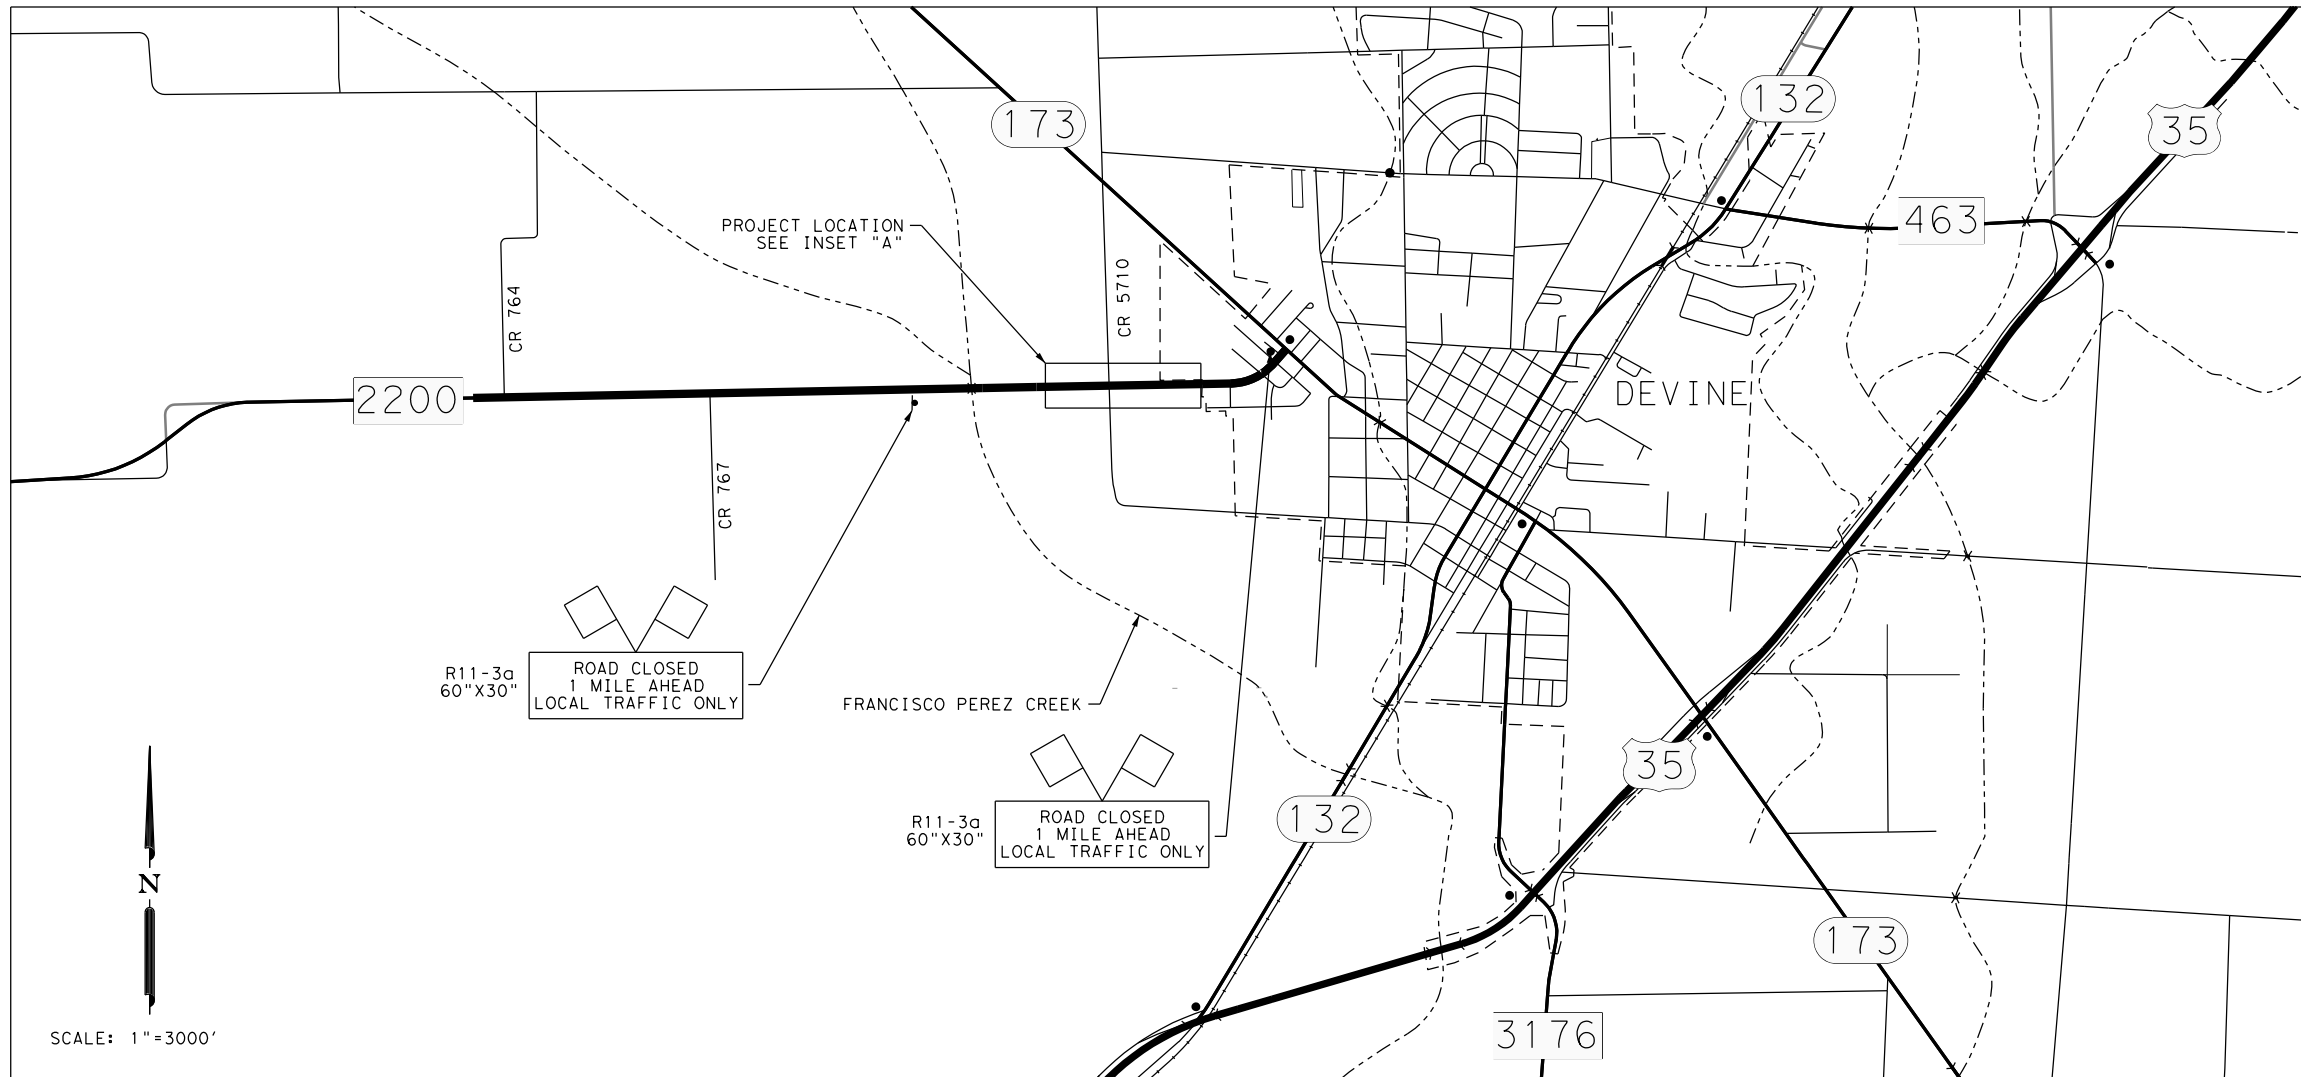 132
173
35
463
PROJECT LOCATION
SEE INSET "A"
CR 5710
CR 764
2200
DEVINE
CR 767
R11-3a
60"X30"
ROAD CLOSED
1 MILE AHEAD
LOCAL TRAFFIC ONLY
FRANCISCO PEREZ CREEK
35
R11-3a
60"X30"
ROAD CLOSED
1 MILE AHEAD
LOCAL TRAFFIC ONLY
132
N
173
3176
SCALE: 1"=3000'